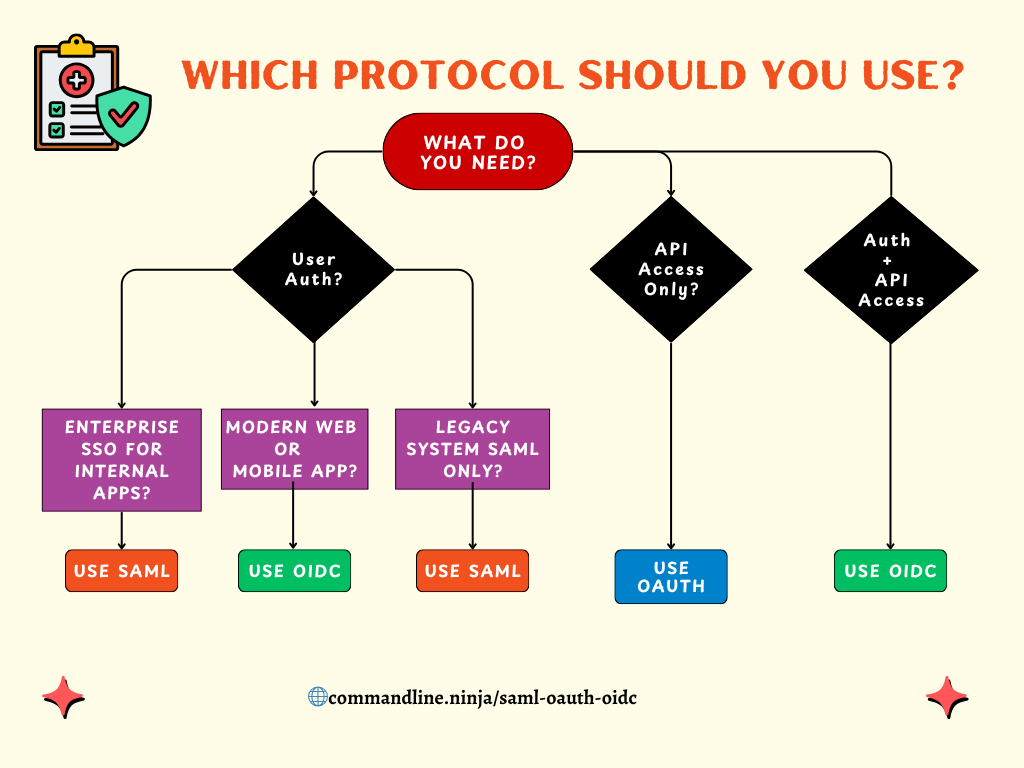 WHICH PROTOCOL SHOULD YOU USE?
WHAT DO
YOU NEED?
User
Auth?
API
Access
Only?
Auth
+
API
Access
ENTERPRISE
SSO FOR
INTERNAL
APPS?
MODERN WEB
OR
MOBILE APP?
LEGACY
SYSTEM SAML
ONLY?
USE SAML
USE OIDC
USE SAML
USE
OAUTH
USE OIDC
commandline.ninja/saml-oauth-oidc